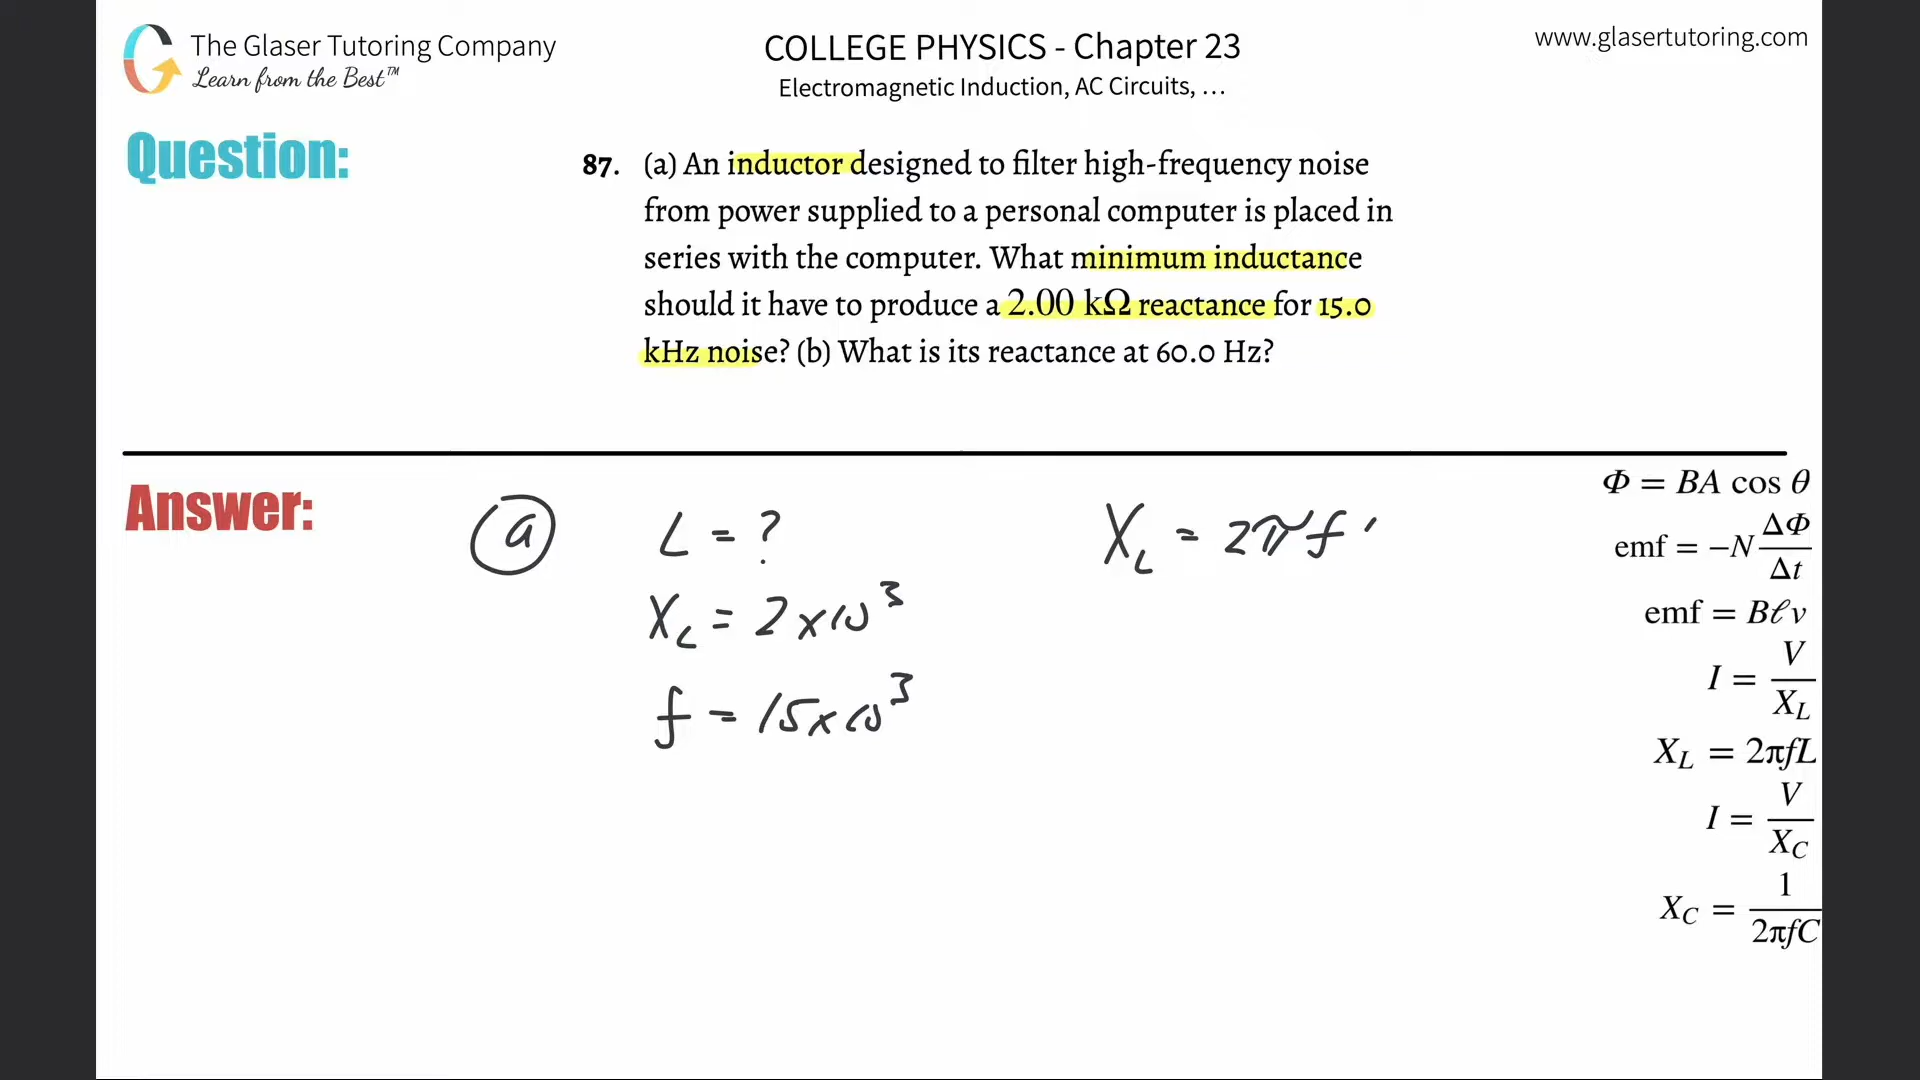 The Glaser Tutoring Company
Learn from the Best™
COLLEGE PHYSICS - Chapter 23
Electromagnetic Induction, AC Circuits, …
www.glasertutoring.com
Question:
87. (a) An inductor designed to filter high-frequency noise
from power supplied to a personal computer is placed in
series with the computer. What minimum inductance
should it have to produce a 2.00 kΩ reactance for 15.0
kHz noise? (b) What is its reactance at 60.0 Hz?
Answer:
(a) L = ?
X_L = 2×10³
f = 15×10³
X_L = 2πf
Φ = BA cos θ
emf = −N ΔΦ/Δt
emf = Bℓv
I = V/X_L
X_L = 2πfL
I = V/X_C
X_C = 1/2πfC